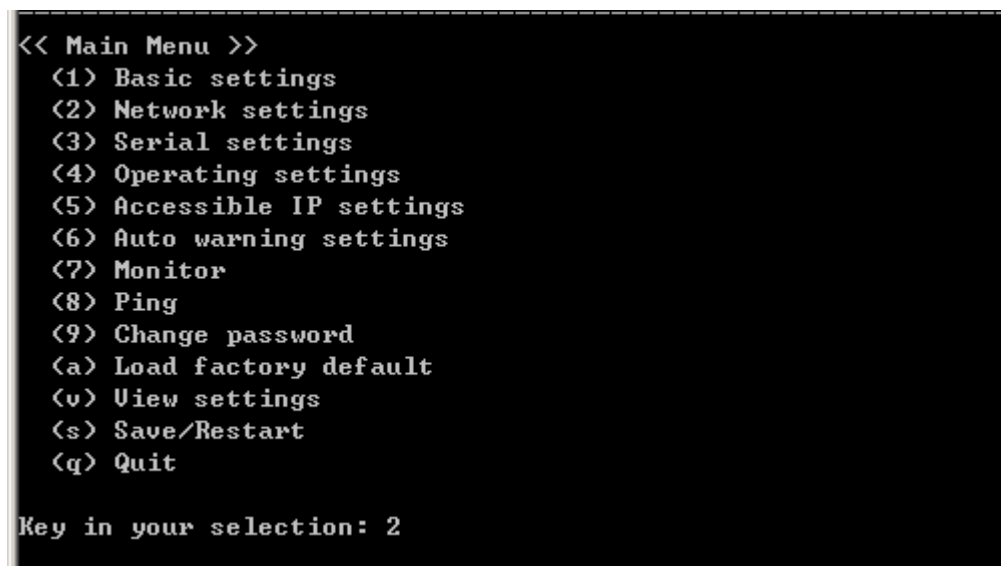 << Main Menu >>
(1) Basic settings
(2) Network settings
(3) Serial settings
(4) Operating settings
(5) Accessible IP settings
(6) Auto warning settings
(7) Monitor
(8) Ping
(9) Change password
(a) Load factory default
(v) View settings
(s) Save/Restart
(q) Quit
Key in your selection: 2